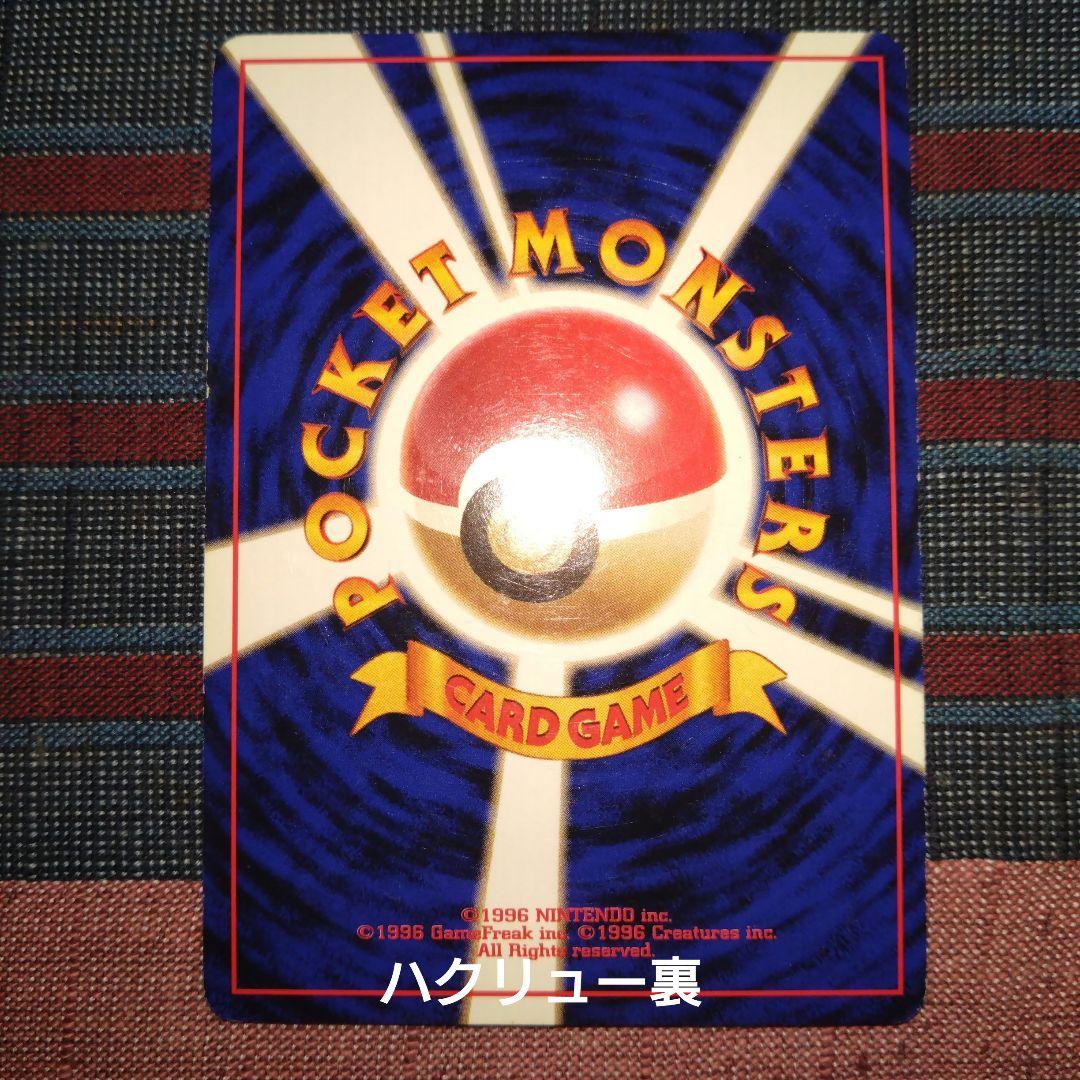 POCKET MONSTERS
CARD GAME
©1996 NINTENDO inc.
©1996 GameFreak inc. ©1996 Creatures inc.
All Rights reserved.
ハクリュー裏